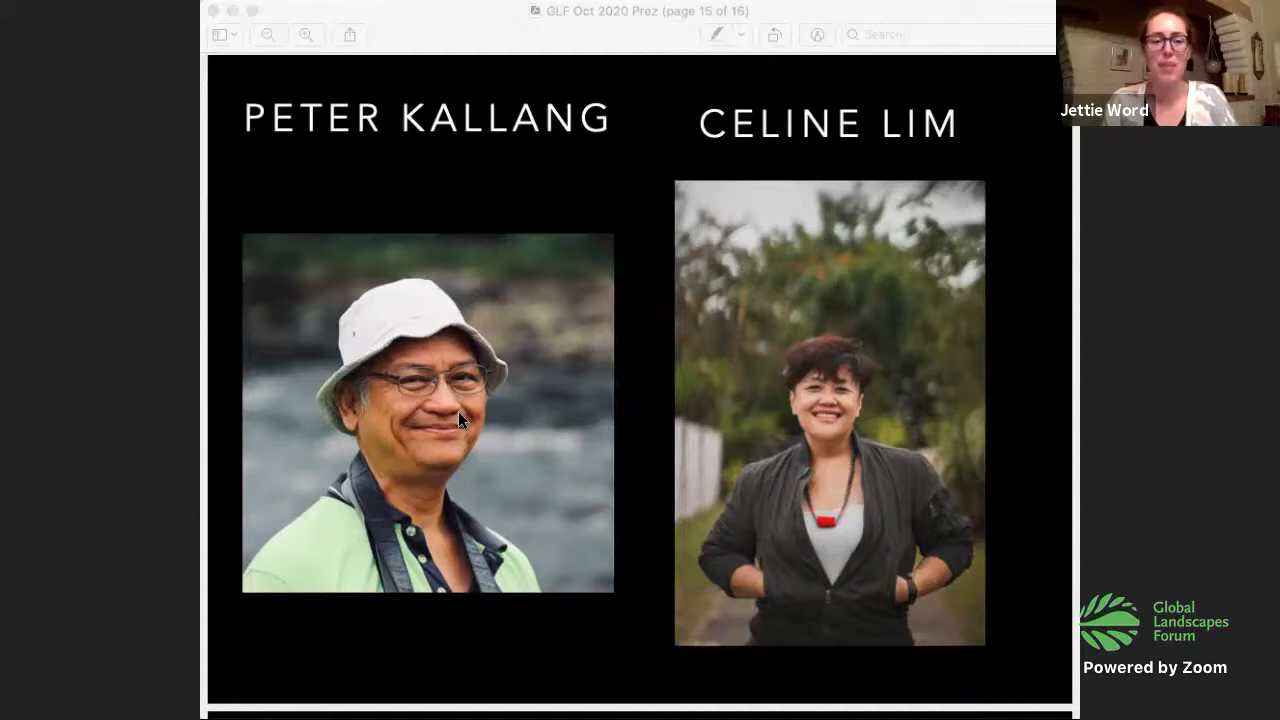 GLF Oct 2020 Prez (page 15 of 16)
Search
PETER KALLANG
CELINE LIM
Jettie Word
Global
Landscapes
Forum
Powered by Zoom